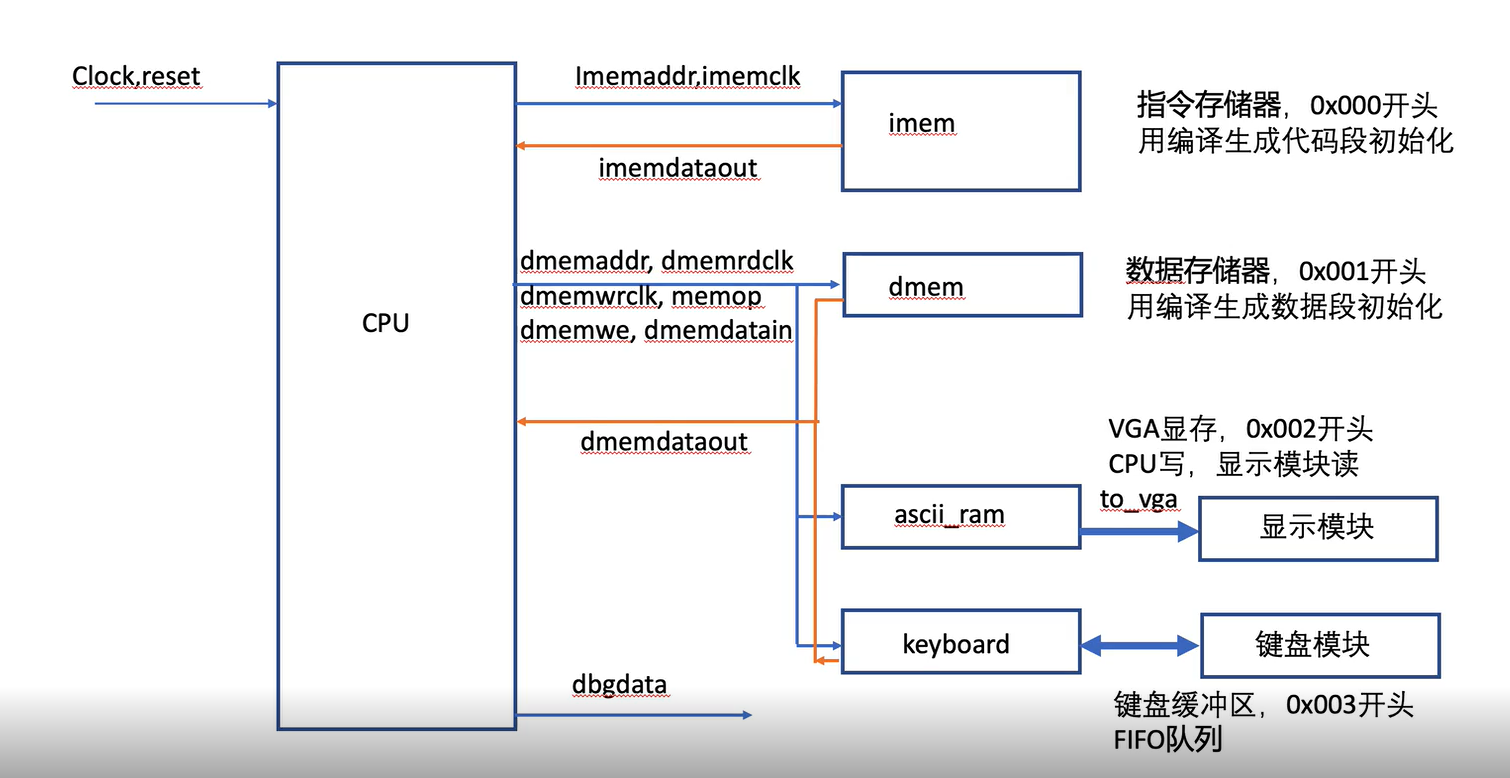 Clock,reset
Imemaddr,imemclk
imem
指令存储器，0x000开头
用编译生成代码段初始化
imemdataout
dmemaddr, dmemrdclk
dmemwrclk, memop
dmemwe, dmemdatain
dmem
数据存储器，0x001开头
用编译生成数据段初始化
CPU
dmemdataout
VGA显存，0x002开头
CPU写，显示模块读
to_vga
ascii_ram
显示模块
keyboard
键盘模块
dbgdata
键盘缓冲区，0x003开头
FIFO队列